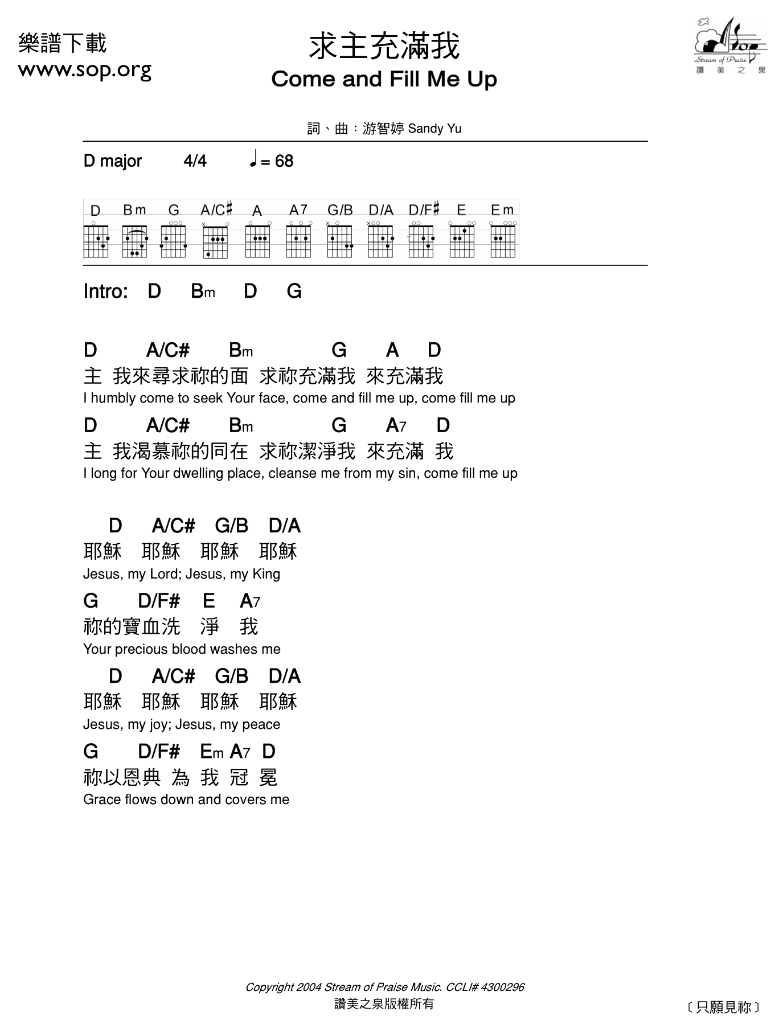 樂譜下載
www.sop.org
求主充滿我
Come and Fill Me Up
Stream of Praise
讚美之泉
詞、曲：游智婷 Sandy Yu
D major 4/4 ♩= 68
D Bm G A/C♯ A A7 G/B D/A D/F♯ E Em
Intro: D Bm D G
D A/C# Bm G A D
主 我來尋求祢的面 求祢充滿我 來充滿我
I humbly come to seek Your face, come and fill me up, come fill me up
D A/C# Bm G A7 D
主 我渴慕祢的同在 求祢潔淨我 來充滿 我
I long for Your dwelling place, cleanse me from my sin, come fill me up
D A/C# G/B D/A
耶穌 耶穌 耶穌 耶穌
Jesus, my Lord; Jesus, my King
G D/F# E A7
祢的寶血洗 淨 我
Your precious blood washes me
D A/C# G/B D/A
耶穌 耶穌 耶穌 耶穌
Jesus, my joy; Jesus, my peace
G D/F# Em A7 D
祢以恩典 為 我 冠 冕
Grace flows down and covers me
Copyright 2004 Stream of Praise Music. CCLI# 4300296
讚美之泉版權所有
〔只願見祢〕